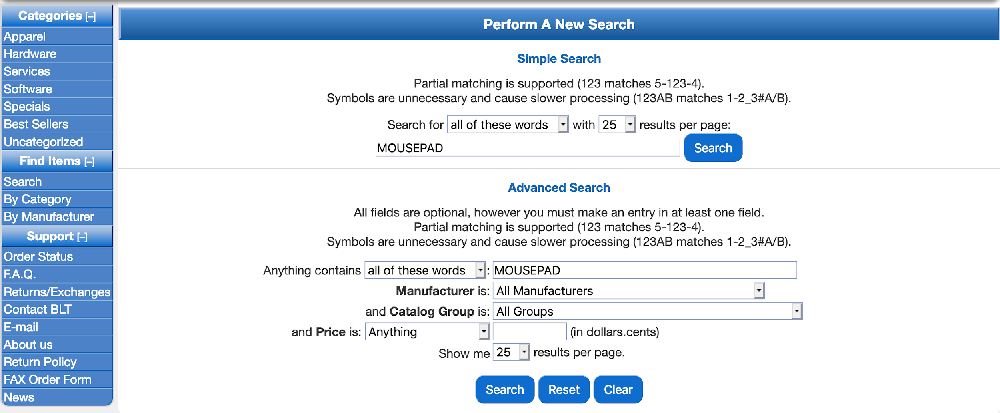 Categories [–]
Apparel
Hardware
Services
Software
Specials
Best Sellers
Uncategorized
Find Items [–]
Search
By Category
By Manufacturer
Support [–]
Order Status
F.A.Q.
Returns/Exchanges
Contact BLT
E-mail
About us
Return Policy
FAX Order Form
News
Perform A New Search
Simple Search
Partial matching is supported (123 matches 5-123-4).
Symbols are unnecessary and cause slower processing (123AB matches 1-2_3#A/B).
Search for all of these words with 25 results per page:
MOUSEPAD Search
Advanced Search
All fields are optional, however you must make an entry in at least one field.
Partial matching is supported (123 matches 5-123-4).
Symbols are unnecessary and cause slower processing (123AB matches 1-2_3#A/B).
Anything contains all of these words : MOUSEPAD
Manufacturer is: All Manufacturers
and Catalog Group is: All Groups
and Price is: Anything (in dollars.cents)
Show me 25 results per page.
Search Reset Clear